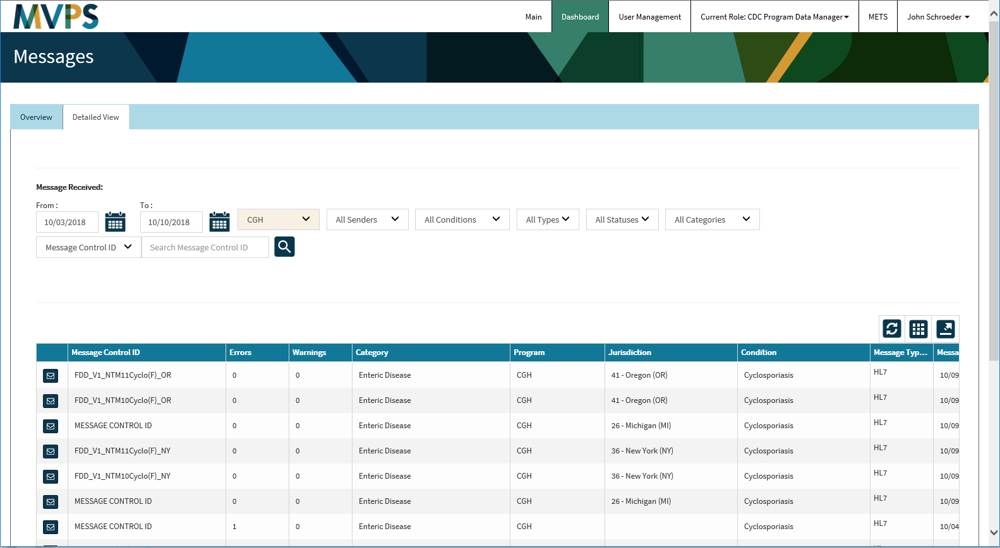 MVPS
Main Dashboard User Management Current Role: CDC Program Data Manager METS John Schroeder
Messages
Overview Detailed View
Message Received:
From : To :
10/03/2018 10/10/2018 CGH All Senders All Conditions All Types All Statuses All Categories
Message Control ID Search Message Control ID
Message Control ID Errors Warnings Category Program Jurisdiction Condition Message Typ... Messa
FDD_V1_NTM11Cyclo(F)_OR 0 0 Enteric Disease CGH 41 - Oregon (OR) Cyclosporiasis HL7 10/09
FDD_V1_NTM10Cyclo(F)_OR 0 0 Enteric Disease CGH 41 - Oregon (OR) Cyclosporiasis HL7 10/09
MESSAGE CONTROL ID 0 0 Enteric Disease CGH 26 - Michigan (MI) Cyclosporiasis HL7 10/09
FDD_V1_NTM11Cyclo(F)_NY 0 0 Enteric Disease CGH 36 - New York (NY) Cyclosporiasis HL7 10/09
FDD_V1_NTM10Cyclo(F)_NY 0 0 Enteric Disease CGH 36 - New York (NY) Cyclosporiasis HL7 10/09
MESSAGE CONTROL ID 0 0 Enteric Disease CGH 26 - Michigan (MI) Cyclosporiasis HL7 10/09
MESSAGE CONTROL ID 1 0 Enteric Disease CGH Cyclosporiasis HL7 10/04